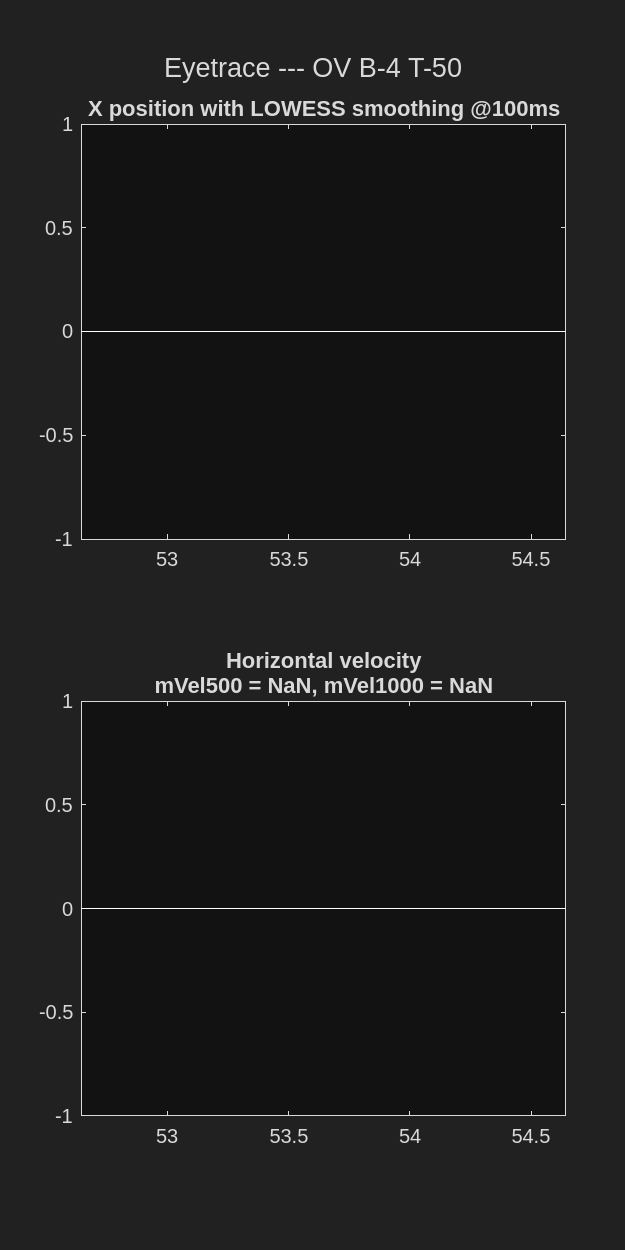 Eyetrace --- OV B-4 T-50
X position with LOWESS smoothing @100ms
1
0.5
0
-0.5
-1
53 53.5 54 54.5
Horizontal velocity
mVel500 = NaN, mVel1000 = NaN
1
0.5
0
-0.5
-1
53 53.5 54 54.5